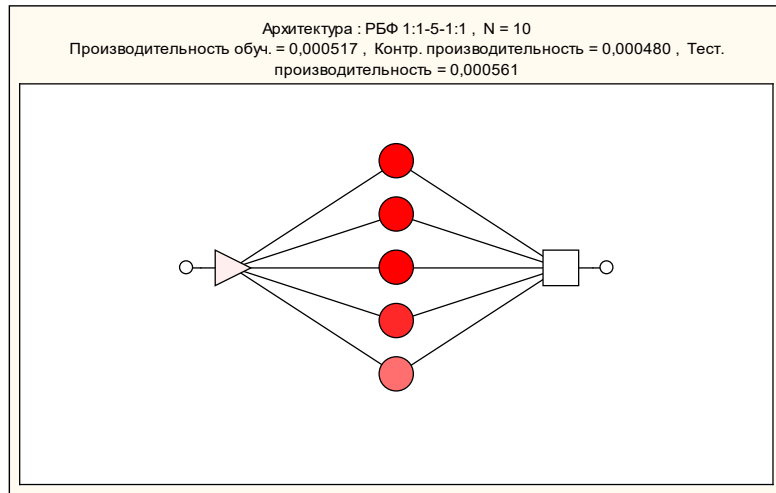 Архитектура : РБФ 1:1-5-1:1 , N = 10
Производительность обуч. = 0,000517 , Контр. производительность = 0,000480 , Тест.
производительность = 0,000561